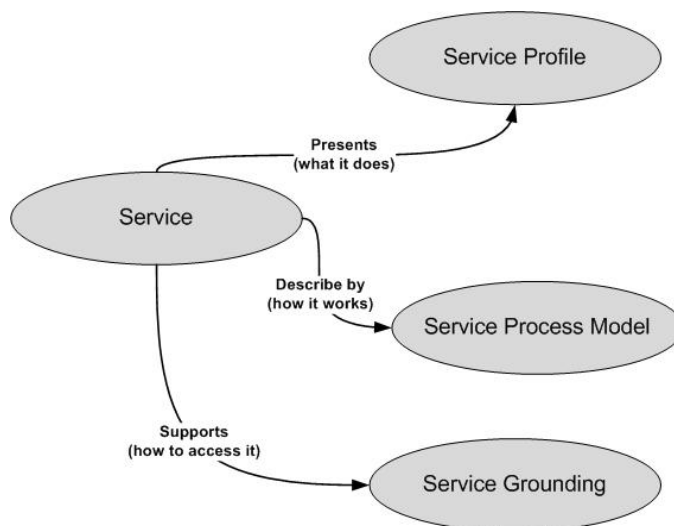 Service Profile
Presents
(what it does)
Service
Describe by
(how it works)
Service Process Model
Supports
(how to access it)
Service Grounding